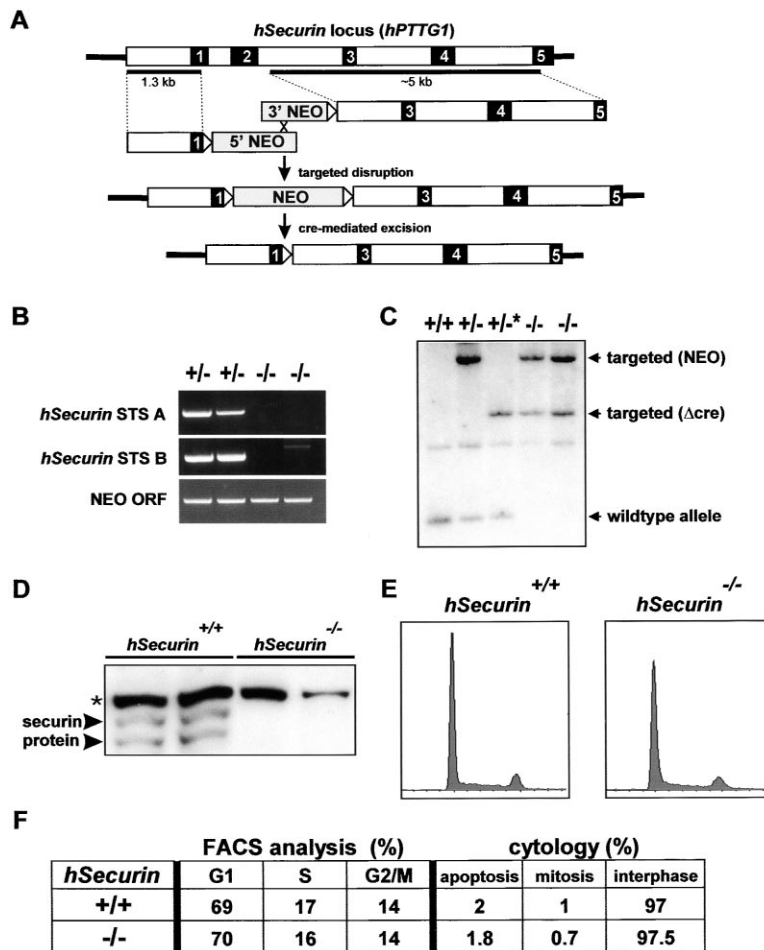 A
hSecurin locus (hPTTG1)
1 2 3 4 5
1.3 kb ~5 kb
3' NEO 3 4 5
1 5' NEO
targeted disruption
1 NEO 3 4 5
cre-mediated excision
1 3 4 5
B
+/- +/- -/- -/-
hSecurin STS A
hSecurin STS B
NEO ORF
C
+/+ +/- +/-* -/- -/-
targeted (NEO)
targeted (Δcre)
wildtype allele
D
hSecurin+/+ hSecurin-/-
*
securin
protein
E
hSecurin+/+ hSecurin-/-
F
FACS analysis (%) cytology (%)
hSecurin G1 S G2/M apoptosis mitosis interphase
+/+ 69 17 14 2 1 97
-/- 70 16 14 1.8 0.7 97.5